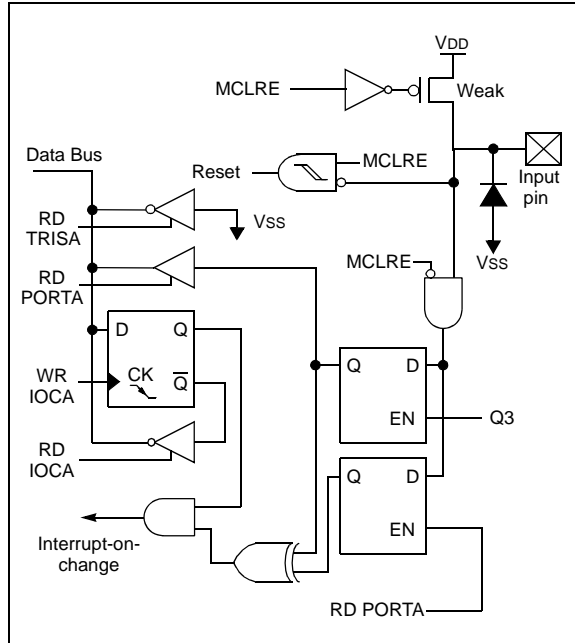 VDD
MCLRE
Weak
Data Bus
MCLRE
Reset
Input
pin
RD
TRISA
VSS
VSS
RD
PORTA
MCLRE
D
Q
Q
D
WR
IOCA
CK
Q
EN
Q3
RD
IOCA
Q
D
EN
Interrupt-on-
change
RD PORTA